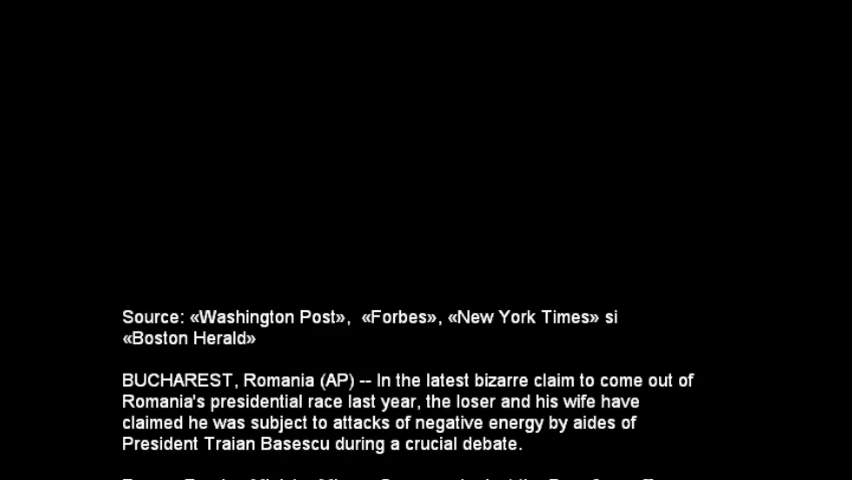 Source: «Washington Post»,  «Forbes», «New York Times» si
«Boston Herald»
BUCHAREST, Romania (AP) -- In the latest bizarre claim to come out of
Romania's presidential race last year, the loser and his wife have
claimed he was subject to attacks of negative energy by aides of
President Traian Basescu during a crucial debate.